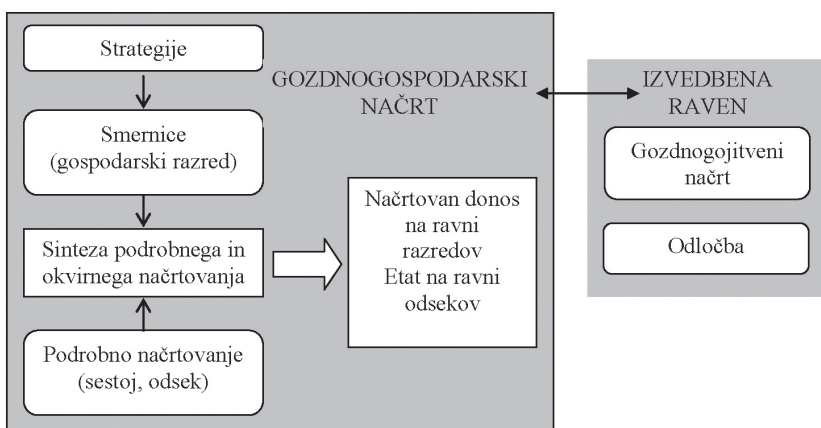 Strategije
GOZDNOGOSPODARSKI
NAČRT
Smernice
(gospodarski razred)
Sinteza podrobnega in
okvirnega načrtovanja
Podrobno načrtovanje
(sestoj, odsek)
Načrtovan donos
na ravni
razredov
Etat na ravni
odsekov
IZVEDBENA
RAVEN
Gozdnogojitveni
načrt
Odločba